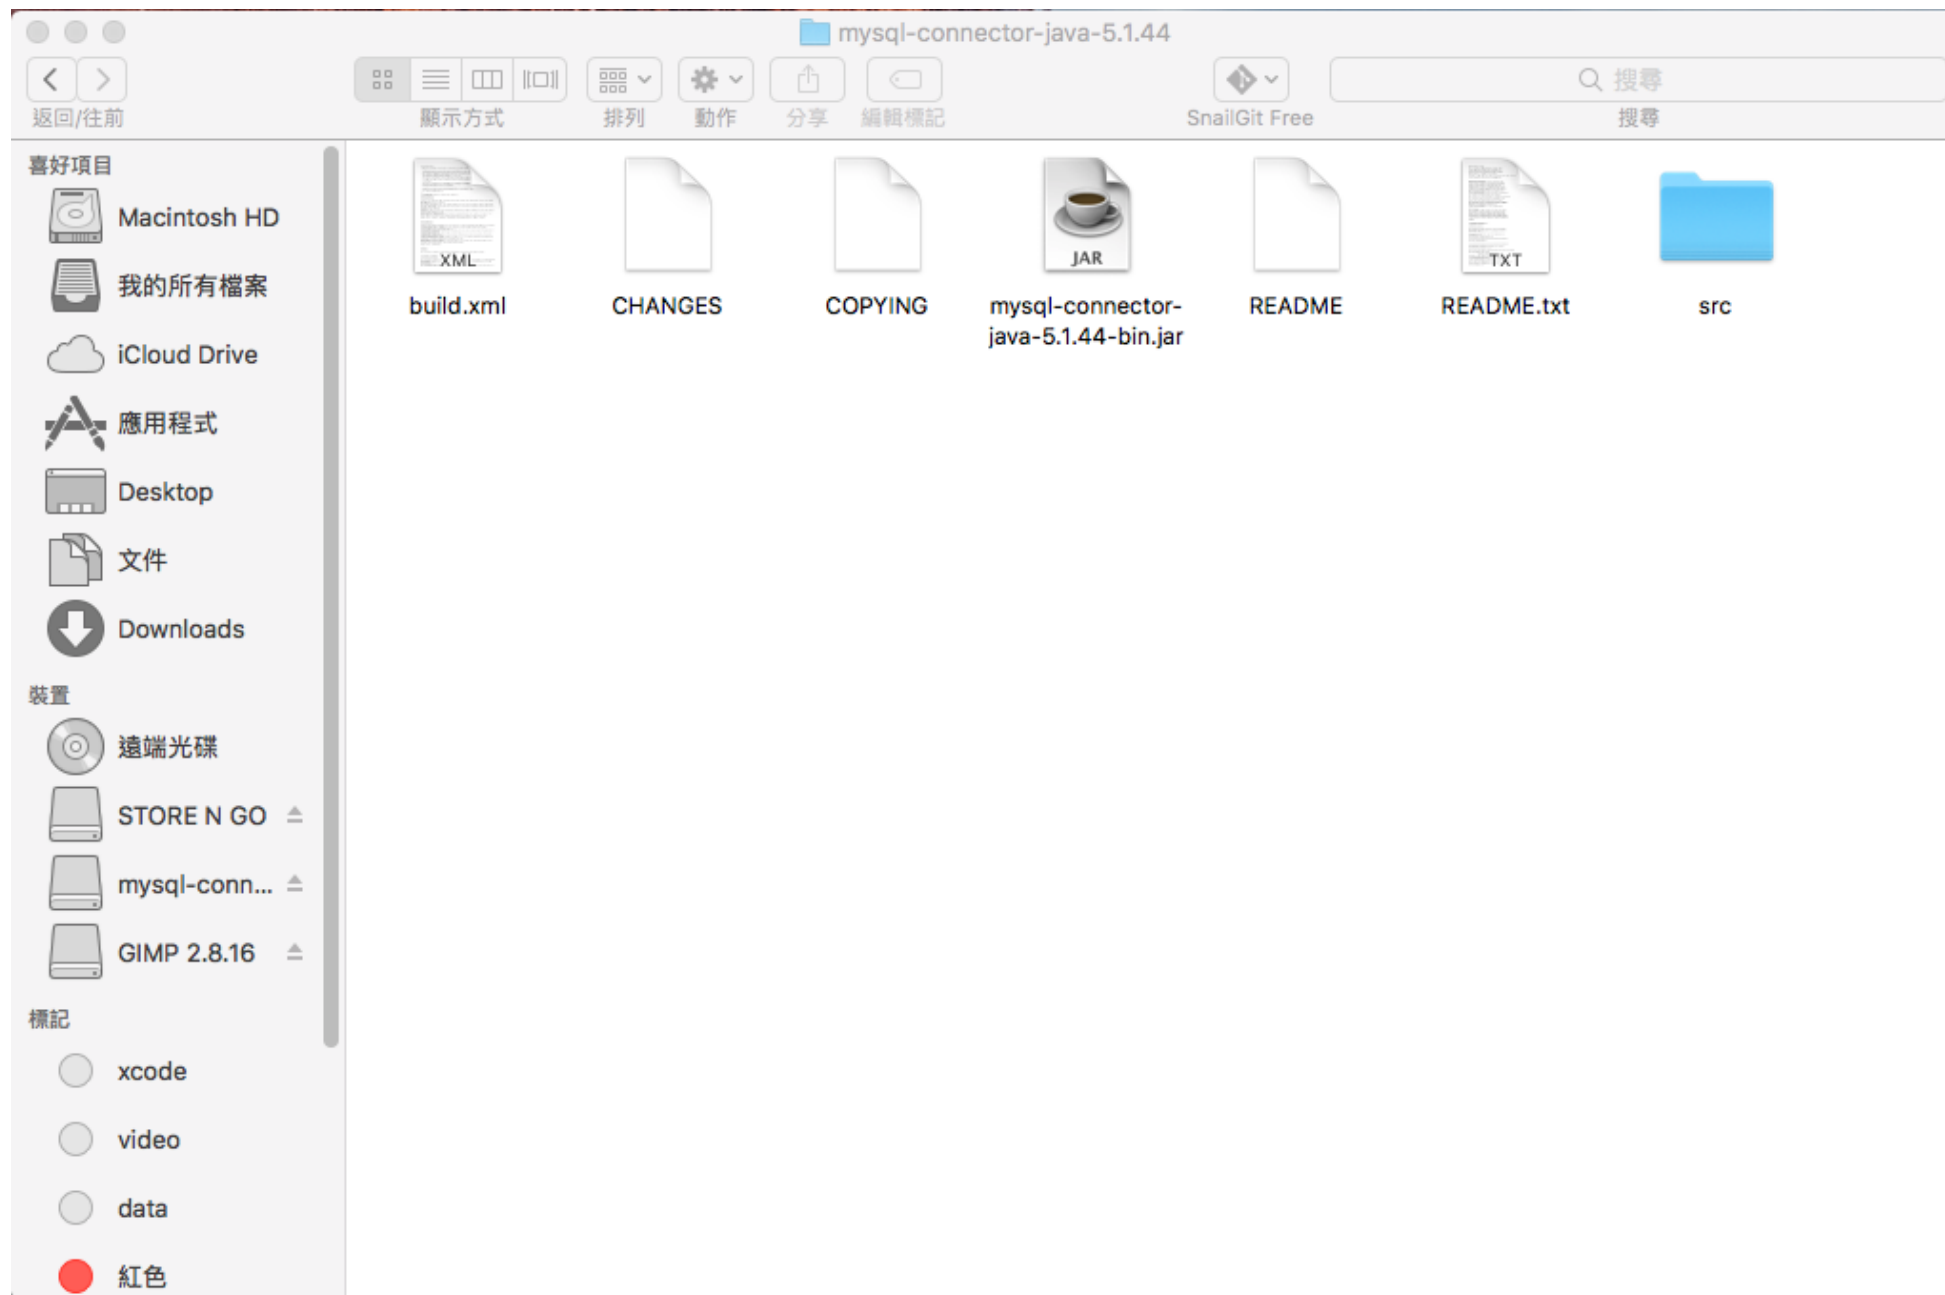 mysql-connector-java-5.1.44
搜尋
返回/往前
顯示方式
排列
動作
分享
編輯標記
SnailGit Free
搜尋
喜好項目
Macintosh HD
我的所有檔案
iCloud Drive
應用程式
Desktop
文件
Downloads
裝置
遠端光碟
STORE N GO
mysql-conn...
GIMP 2.8.16
標記
xcode
video
data
紅色
XML
build.xml
CHANGES
COPYING
JAR
mysql-connector-
java-5.1.44-bin.jar
README
TXT
README.txt
src